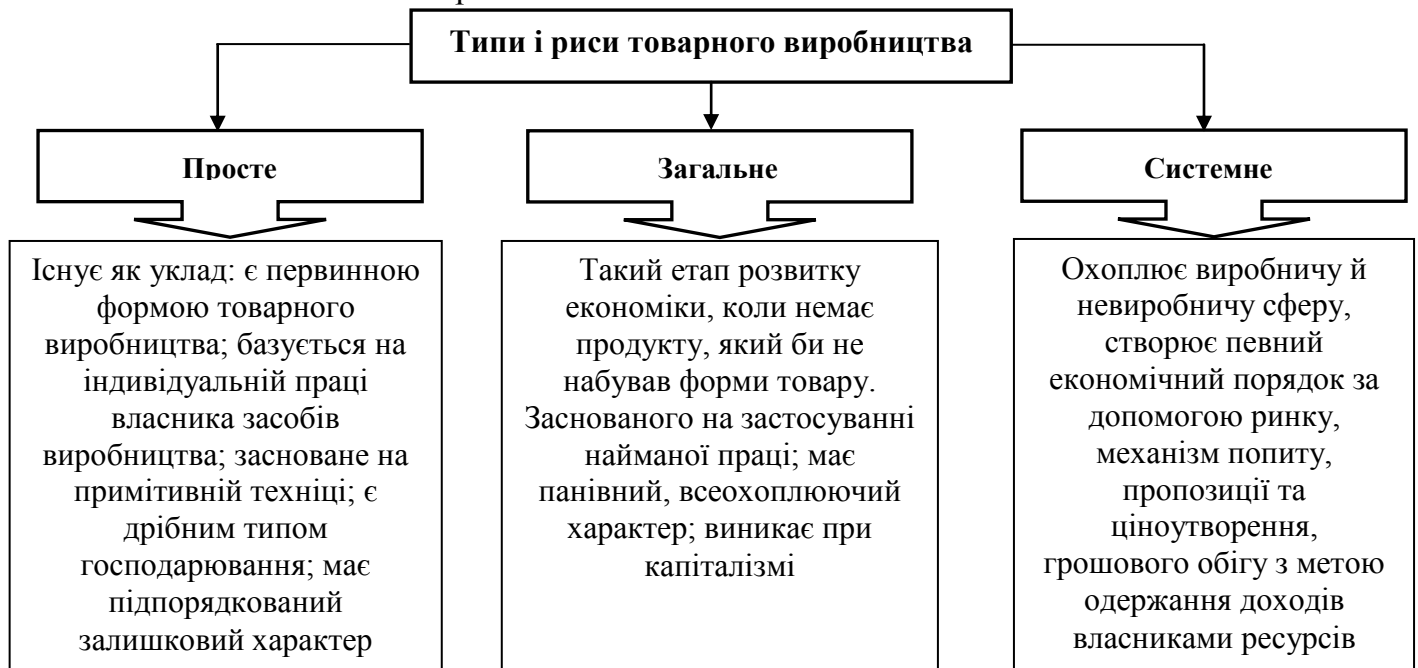 Типи і риси товарного виробництва
Просте
Загальне
Системне
Існує як уклад: є первинною
формою товарного
виробництва; базується на
індивідуальній праці
власника засобів
виробництва; засноване на
примітивній техніці; є
дрібним типом
господарювання; має
підпорядкований
залишковий характер
Такий етап розвитку
економіки, коли немає
продукту, який би не
набував форми товару.
Заснованого на застосуванні
найманої праці; має
панівний, всеохоплюючий
характер; виникає при
капіталізмі
Охоплює виробничу й
невиробничу сферу,
створює певний
економічний порядок за
допомогою ринку,
механізм попиту,
пропозиції та
ціноутворення,
грошового обігу з метою
одержання доходів
власниками ресурсів